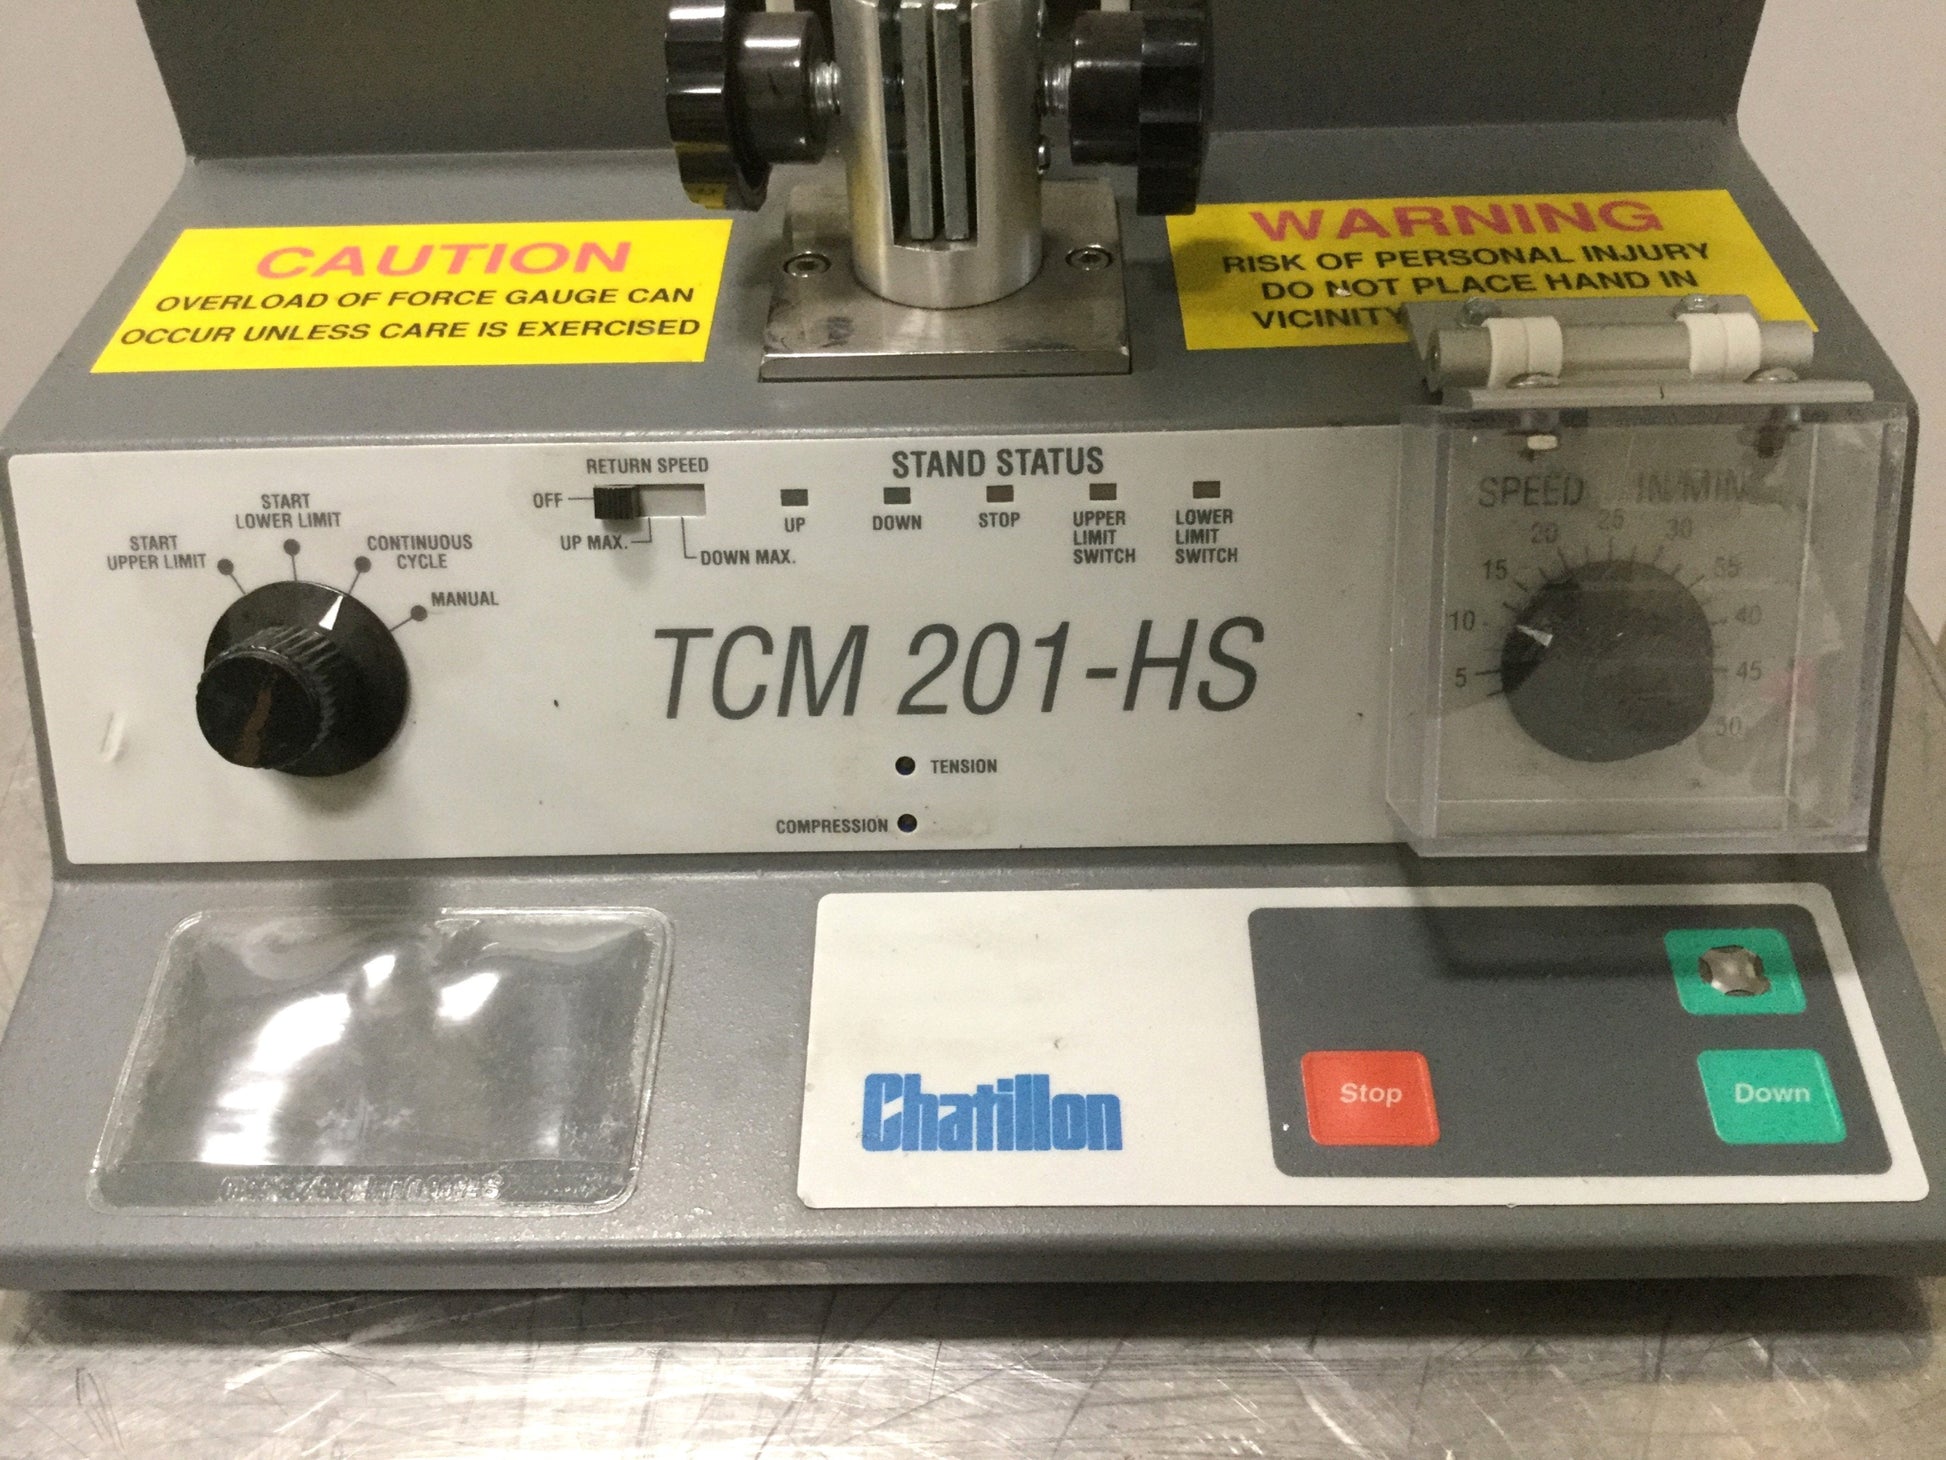 CAUTION
OVERLOAD OF FORCE GAUGE CAN
OCCUR UNLESS CARE IS EXERCISED
WARNING
RISK OF PERSONAL INJURY
DO NOT PLACE HAND IN
VICINITY
START
UPPER LIMIT
START
LOWER LIMIT
CONTINUOUS
CYCLE
MANUAL
RETURN SPEED
OFF
UP MAX.
DOWN MAX.
STAND STATUS
UP
DOWN
STOP
UPPER
LIMIT
SWITCH
LOWER
LIMIT
SWITCH
SPEED IN/MIN
5
10
15
20
25
30
35
40
45
50
TCM 201-HS
TENSION
COMPRESSION
Chatillon
Stop
Down